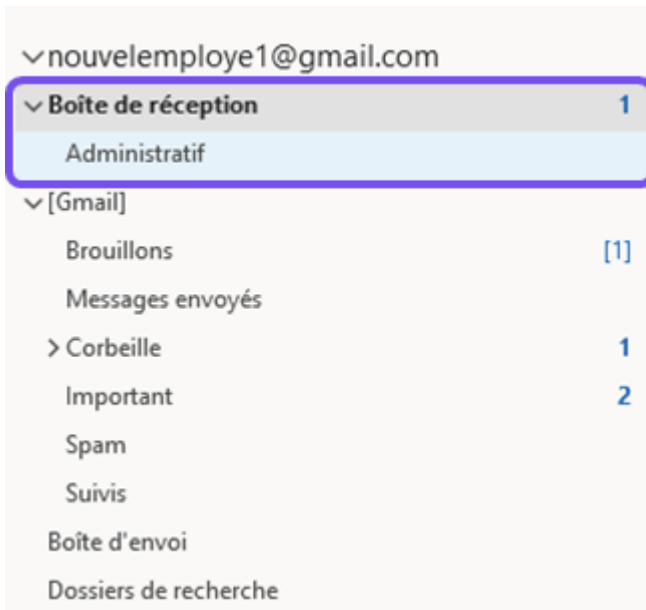 nouvelemploye1@gmail.com
Boîte de réception 1
Administratif
[Gmail]
Brouillons [1]
Messages envoyés
Corbeille 1
Important 2
Spam
Suivis
Boîte d'envoi
Dossiers de recherche